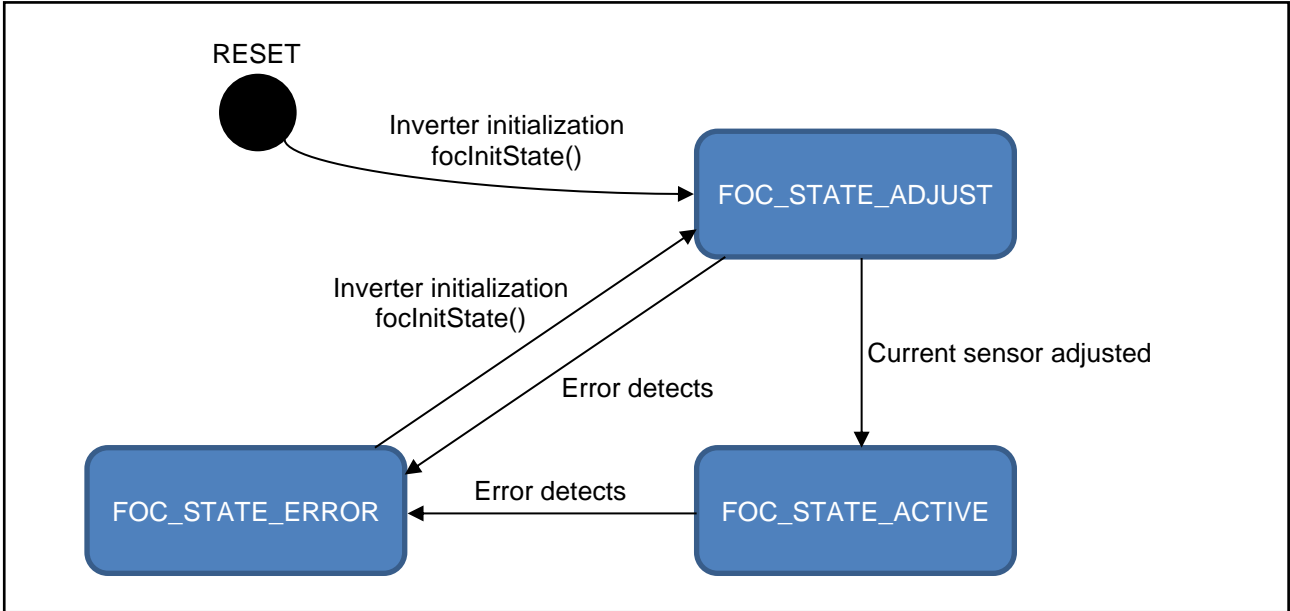 RESET
Inverter initialization
focInitState()
FOC_STATE_ADJUST
Inverter initialization
focInitState()
Current sensor adjusted
Error detects
FOC_STATE_ERROR
Error detects
FOC_STATE_ACTIVE